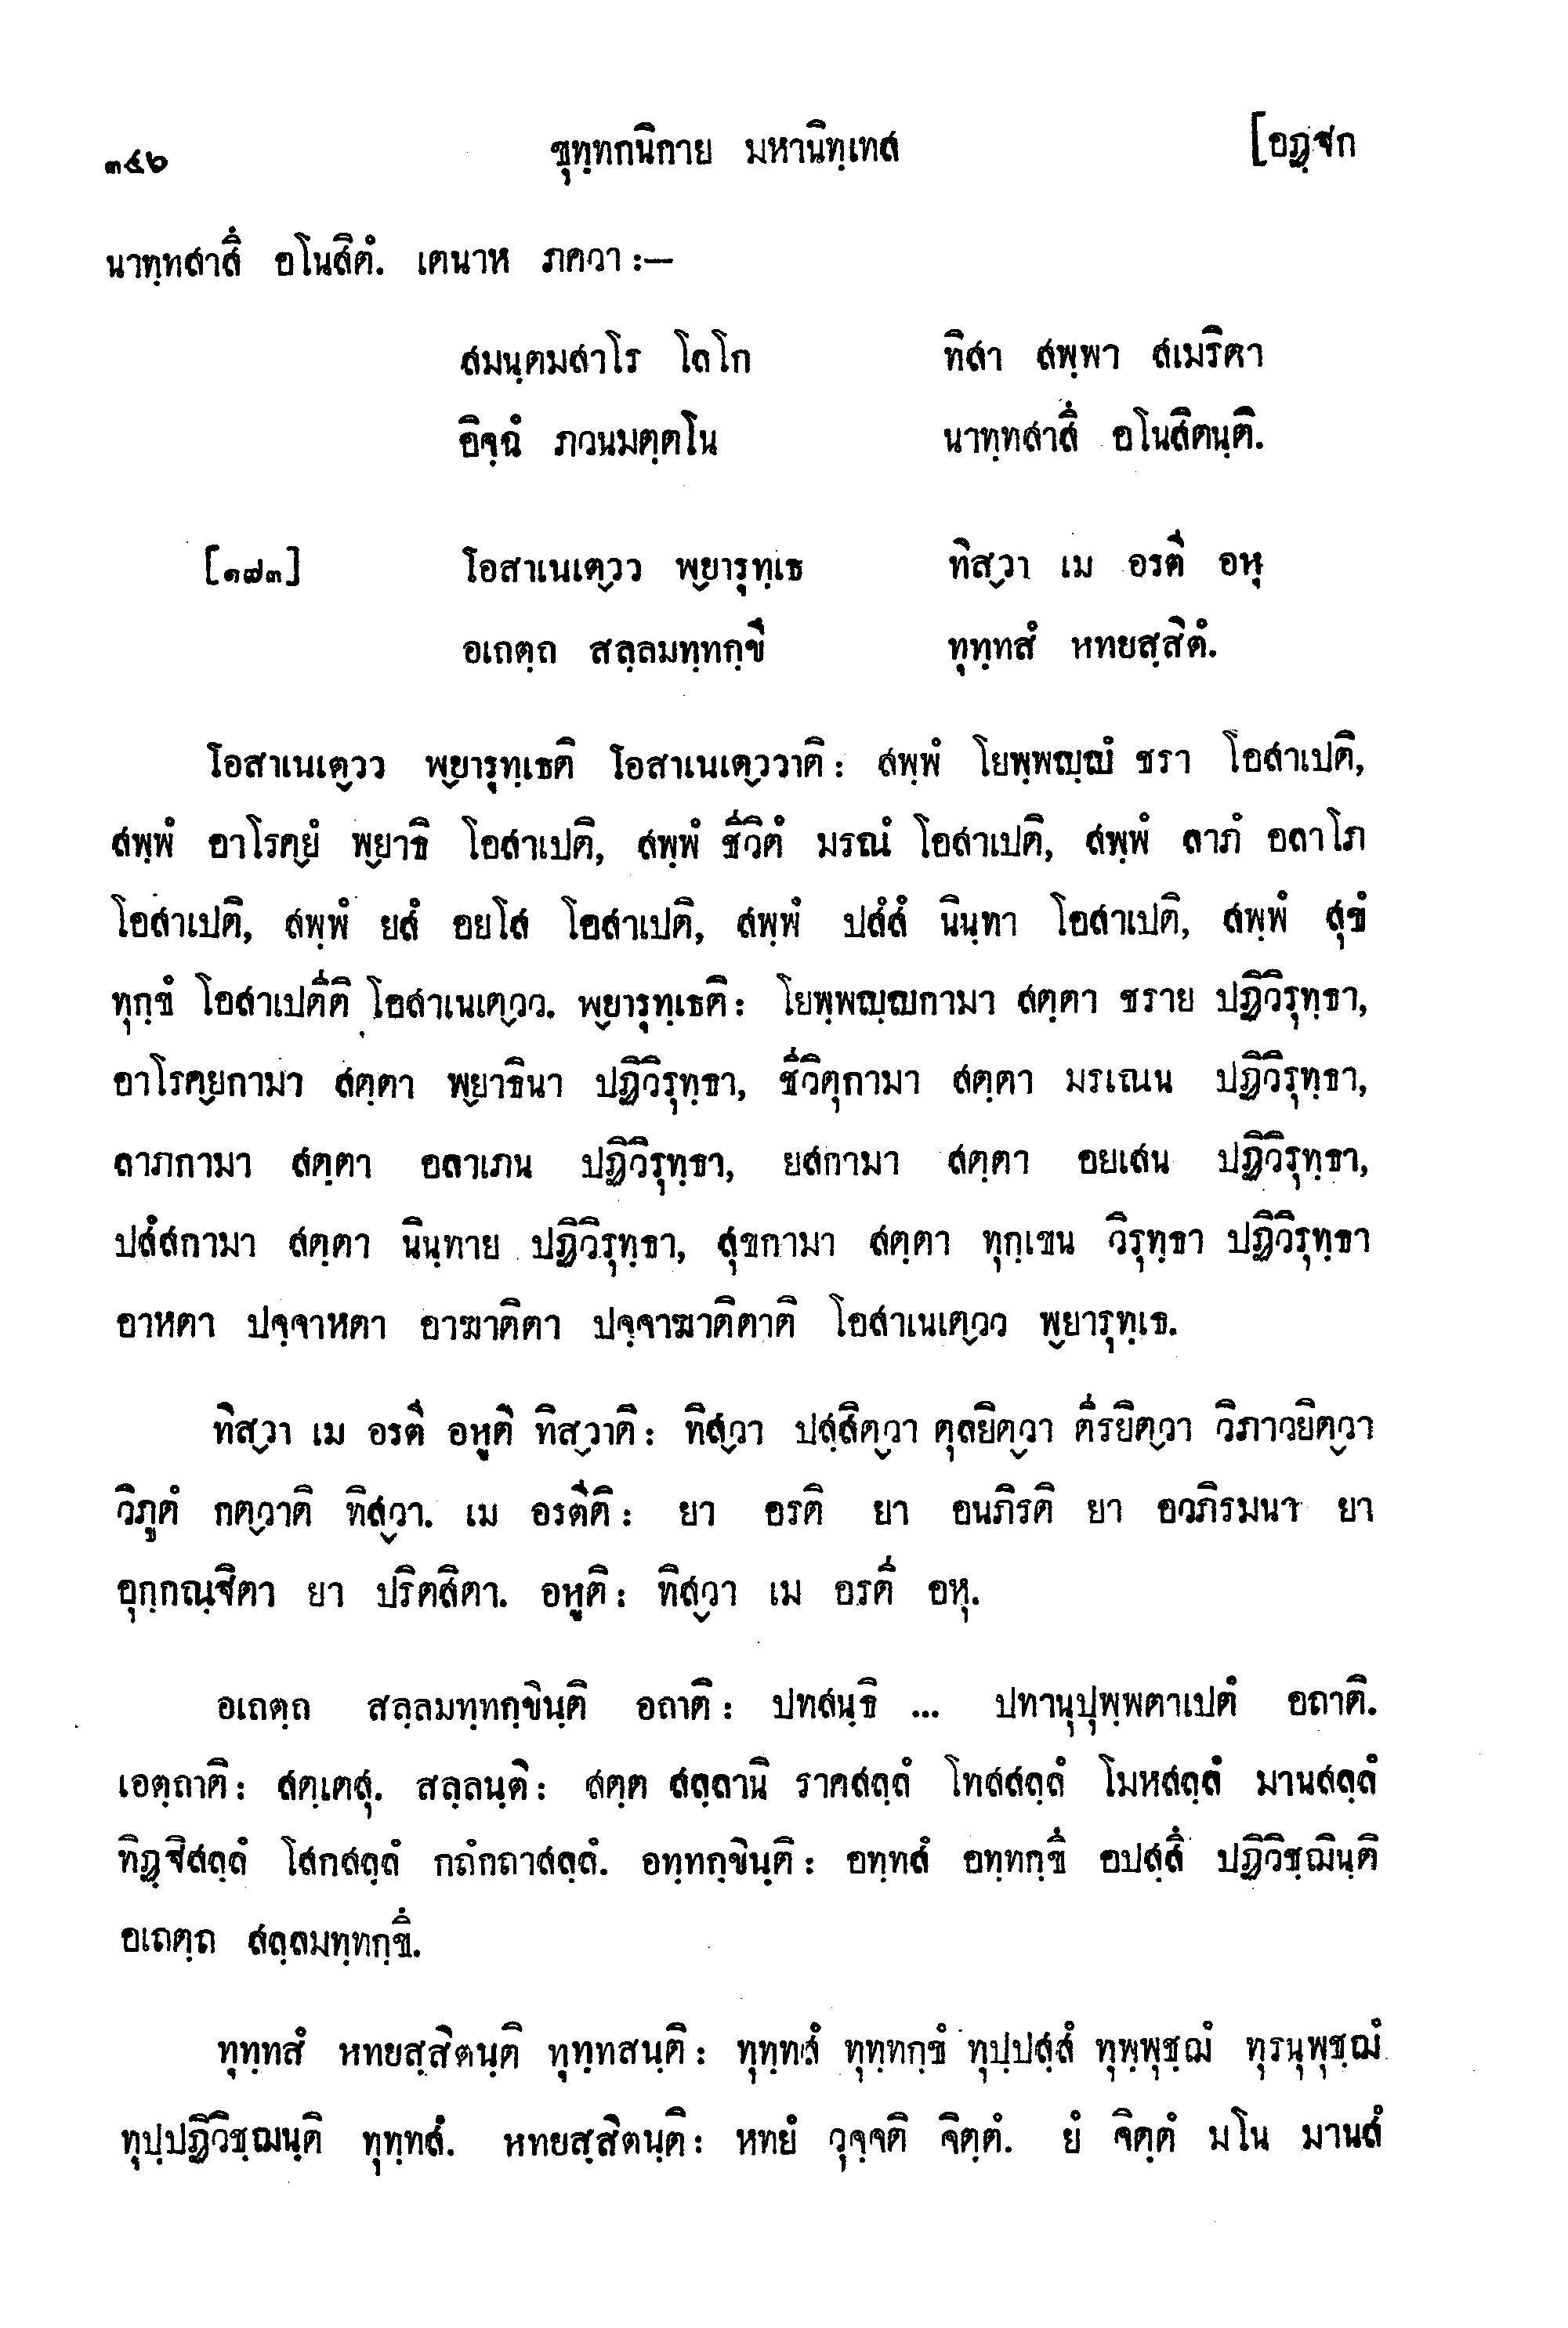 ๓๔๖ ขุทฺทกนิกาย มหานิทฺเทส [อฏฺฐก
นาทฺทสาสึ อโนสิตํ. เตนาห ภควา :—
สมนฺตมสาโร โลโก ทิสา สพฺพา สเมริตา
อิจฺฉํ ภวนมตฺตโน นาทฺทสาสึ อโนสิตนฺติ.
[๑๗๓] โอสาเนเตฺวว พฺยารุทฺเธ ทิสฺวา เม อรตี อหุ
อเถตฺถ สลฺลมทฺทกฺขึ ทุทฺทสํ หทยสฺสิตํ.
โอสาเนเตฺวว พฺยารุทฺเธติ โอสาเนเตฺววาติ : สพฺพํ โยพฺพญฺญํ ชรา โอสาเปติ,
สพฺพํ อาโรคฺยํ พฺยาธิ โอสาเปติ, สพฺพํ ชีวิตํ มรณํ โอสาเปติ, สพฺพํ ลาภํ อลาโภ
โอสาเปติ, สพฺพํ ยสํ อยโส โอสาเปติ, สพฺพํ ปสํสํ นินฺทา โอสาเปติ, สพฺพํ สุขํ
ทุกฺขํ โอสาเปตีติ โอสาเนเตฺวว. พฺยารุทฺเธติ : โยพฺพญฺญกามา สตฺตา ชราย ปฏิวิรุทฺธา,
อาโรคฺยกามา สตฺตา พฺยาธินา ปฏิวิรุทฺธา, ชีวิตุกามา สตฺตา มรเณน ปฏิวิรุทฺธา,
ลาภกามา สตฺตา อลาเภน ปฏิวิรุทฺธา, ยสกามา สตฺตา อยเสน ปฏิวิรุทฺธา,
ปสํสกามา สตฺตา นินฺทาย ปฏิวิรุทฺธา, สุขกามา สตฺตา ทุกฺเขน วิรุทฺธา ปฏิวิรุทฺธา
อาหตา ปจฺจาหตา อาฆาติตา ปจฺจาฆาติตาติ โอสาเนเตฺวว พฺยารุทฺเธ.
ทิสฺวา เม อรตี อหูติ ทิสฺวาติ : ทิสฺวา ปสฺสิตฺวา ตุลยิตฺวา ตีรยิตฺวา วิภาวยิตฺวา
วิภูตํ กตฺวาติ ทิสฺวา. เม อรตีติ : ยา อรติ ยา อนภิรติ ยา อวภิรมนา ยา
อุกฺกณฺฐิตา ยา ปริตสิตา. อหูติ : ทิสฺวา เม อรตี อหุ.
อเถตฺถ สลฺลมทฺทกฺขินฺติ อถาติ : ปทสนฺธิ ... ปทานุปุพฺพตาเปตํ อถาติ.
เอตฺถาติ : สตฺเตสุ. สลฺลนฺติ : สตฺต สลฺลานิ ราคสลฺลํ โทสสลฺลํ โมหสลฺลํ มานสลฺลํ
ทิฏฺฐิสลฺลํ โสกสลฺลํ กถํกถาสลฺลํ. อทฺทกฺขินฺติ : อทฺทสํ อทฺทกฺขึ อปสฺสึ ปฏิวิชฺฌินฺติ
อเถตฺถ สลฺลมทฺทกฺขึ.
ทุทฺทสํ หทยสฺสิตนฺติ ทุทฺทสนฺติ : ทุทฺทสํ ทุทฺทกฺขํ ทุปฺปสฺสํ ทุพฺพุชฺฌํ ทุรนุพุชฺฌํ
ทุปฺปฏิวิชฺฌนฺติ ทุทฺทสํ. หทยสฺสิตนฺติ : หทยํ วุจฺจติ จิตฺตํ. ยํ จิตฺตํ มโน มานสํ